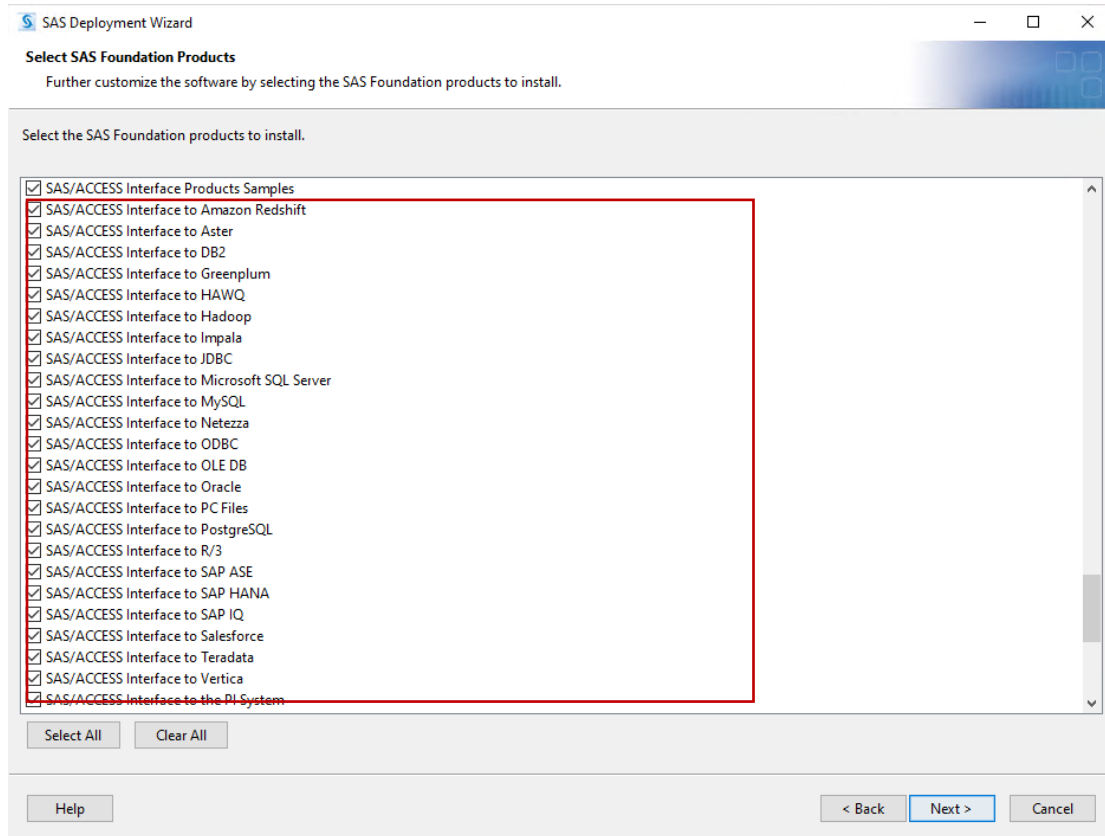 SAS Deployment Wizard
Select SAS Foundation Products
Further customize the software by selecting the SAS Foundation products to install.
Select the SAS Foundation products to install.
SAS/ACCESS Interface Products Samples
SAS/ACCESS Interface to Amazon Redshift
SAS/ACCESS Interface to Aster
SAS/ACCESS Interface to DB2
SAS/ACCESS Interface to Greenplum
SAS/ACCESS Interface to HAWQ
SAS/ACCESS Interface to Hadoop
SAS/ACCESS Interface to Impala
SAS/ACCESS Interface to JDBC
SAS/ACCESS Interface to Microsoft SQL Server
SAS/ACCESS Interface to MySQL
SAS/ACCESS Interface to Netezza
SAS/ACCESS Interface to ODBC
SAS/ACCESS Interface to OLE DB
SAS/ACCESS Interface to Oracle
SAS/ACCESS Interface to PC Files
SAS/ACCESS Interface to PostgreSQL
SAS/ACCESS Interface to R/3
SAS/ACCESS Interface to SAP ASE
SAS/ACCESS Interface to SAP HANA
SAS/ACCESS Interface to SAP IQ
SAS/ACCESS Interface to Salesforce
SAS/ACCESS Interface to Teradata
SAS/ACCESS Interface to Vertica
SAS/ACCESS Interface to the PI System
Select All Clear All
Help < Back Next > Cancel